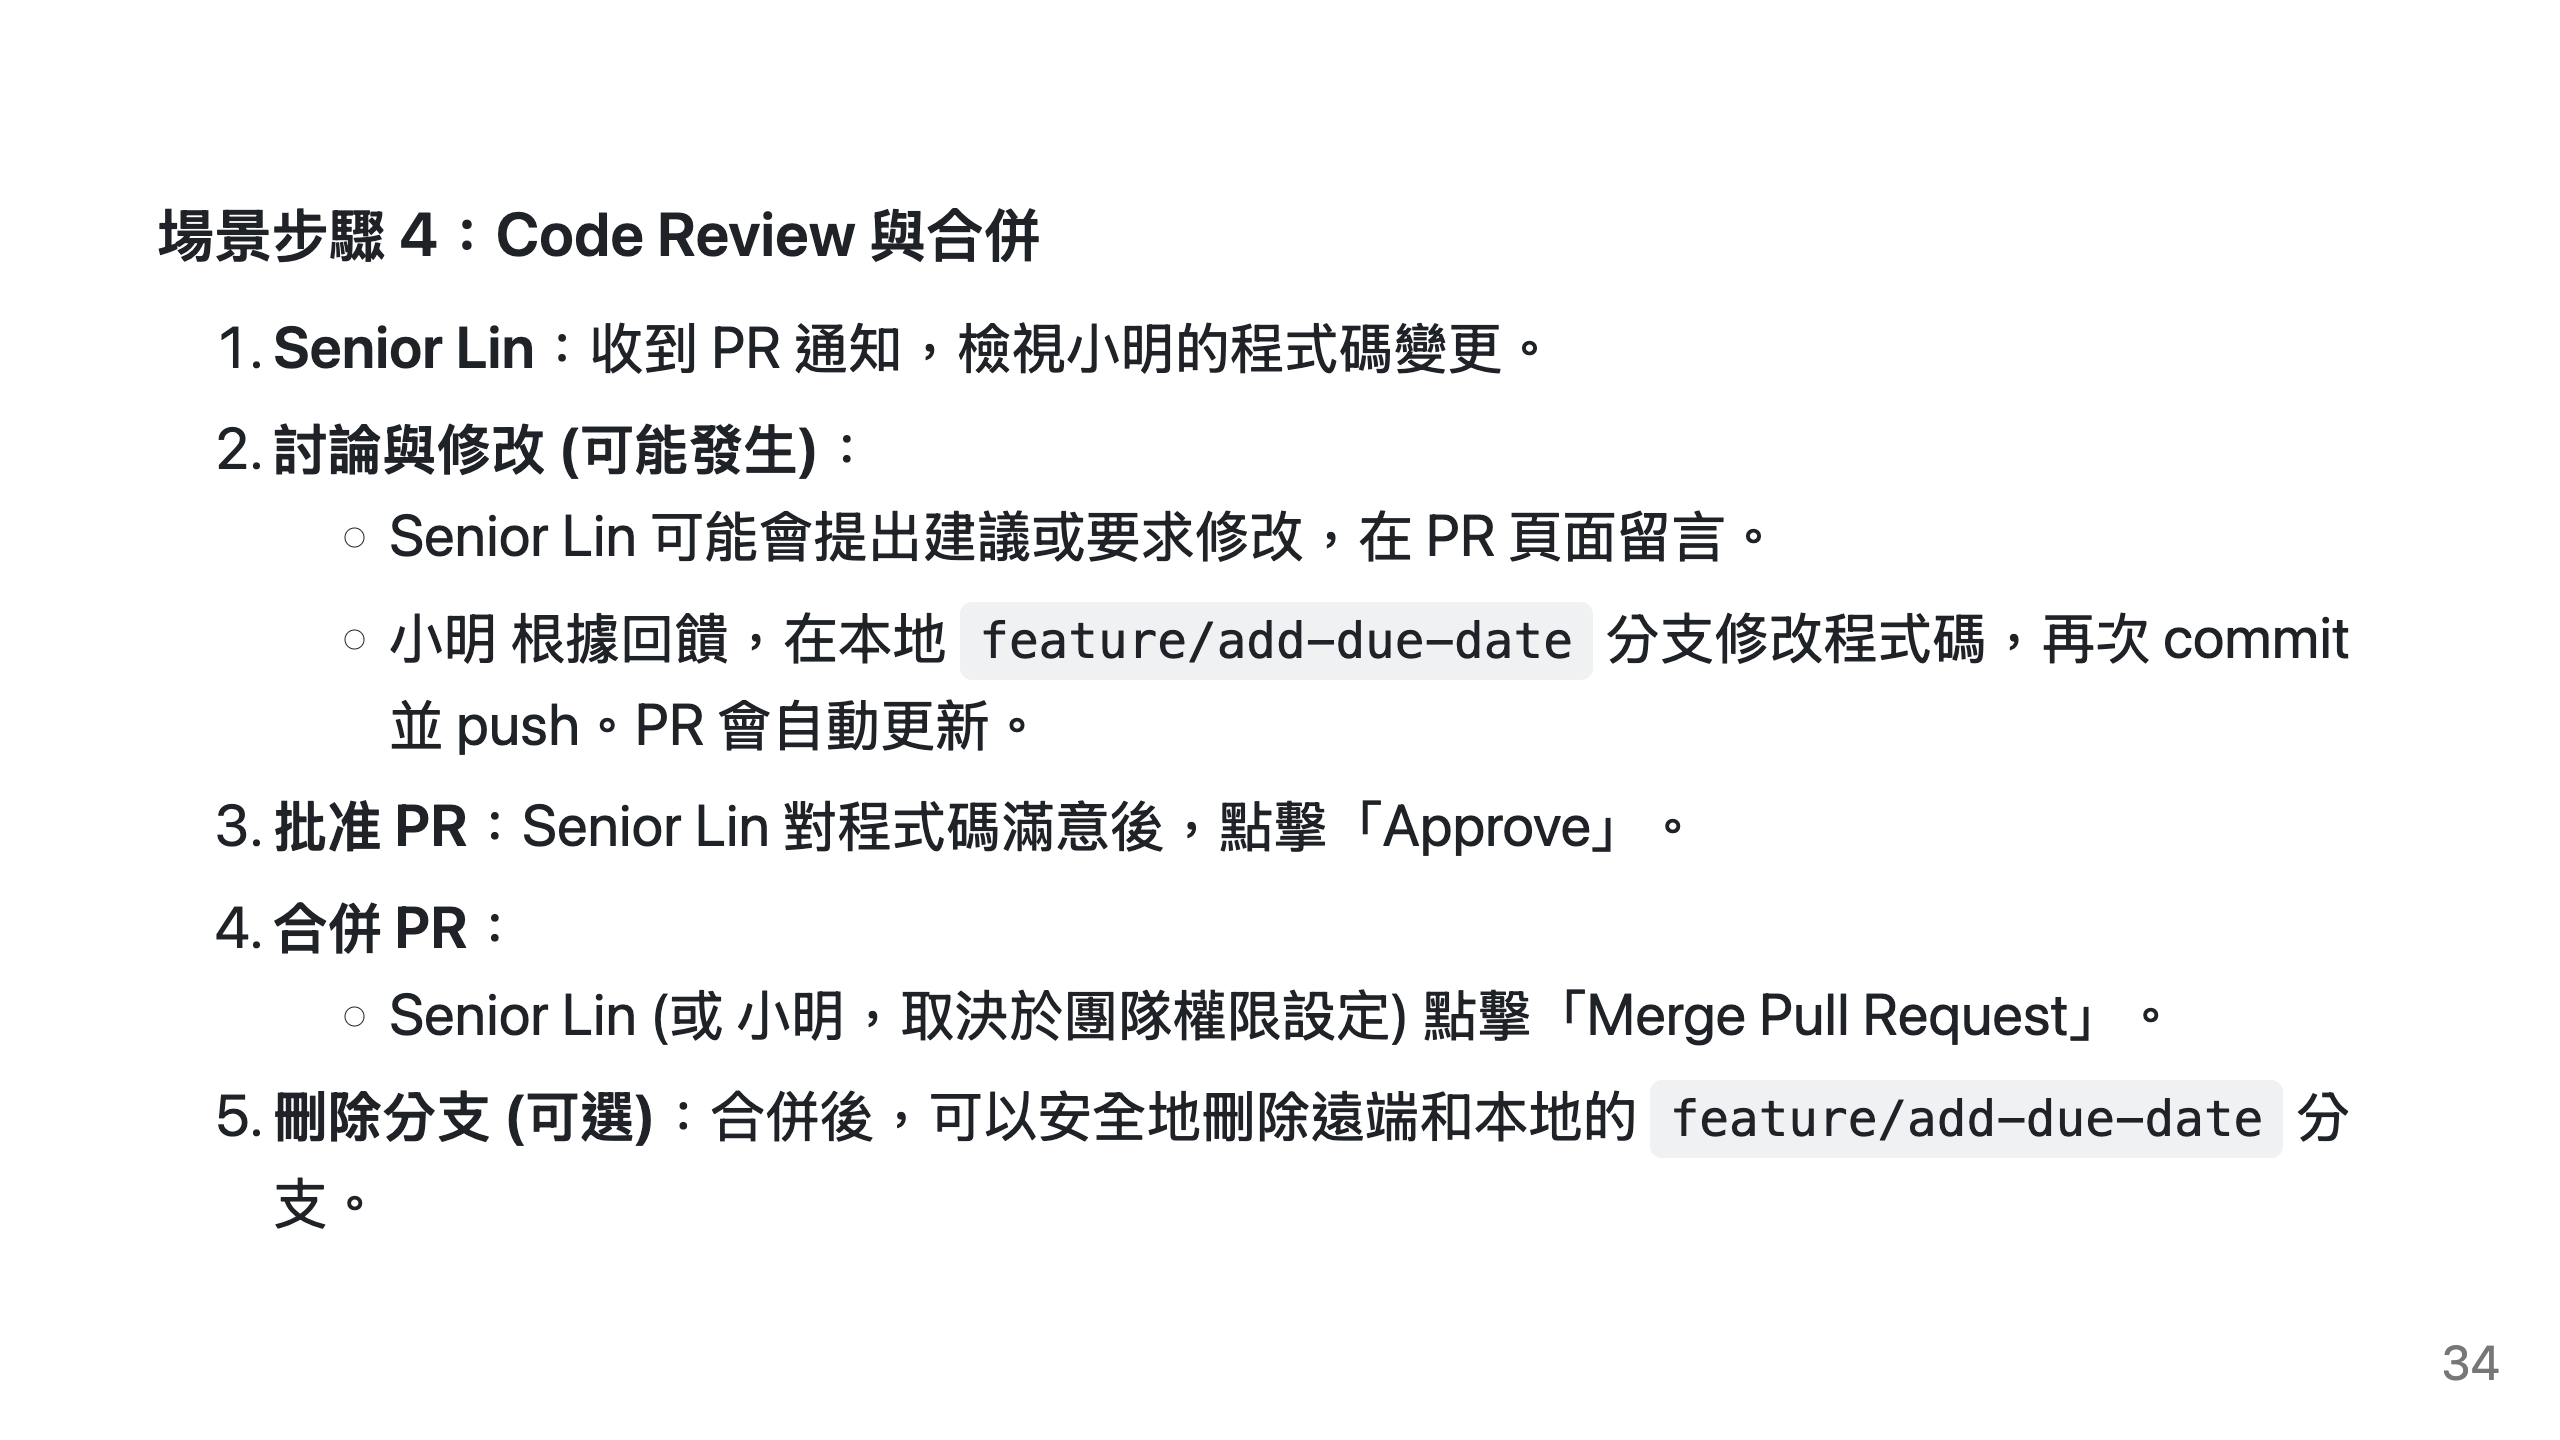 場景步驟 4：Code Review 與合併
1. Senior Lin：收到 PR 通知，檢視小明的程式碼變更。
2. 討論與修改 (可能發生)：
○ Senior Lin 可能會提出建議或要求修改，在 PR 頁面留言。
○ 小明 根據回饋，在本地 feature/add-due-date 分支修改程式碼，再次 commit
並 push。PR 會自動更新。
3. 批准 PR：Senior Lin 對程式碼滿意後，點擊「Approve」。
4. 合併 PR：
○ Senior Lin (或 小明，取決於團隊權限設定) 點擊「Merge Pull Request」。
5. 刪除分支 (可選)：合併後，可以安全地刪除遠端和本地的 feature/add-due-date 分
支。
34